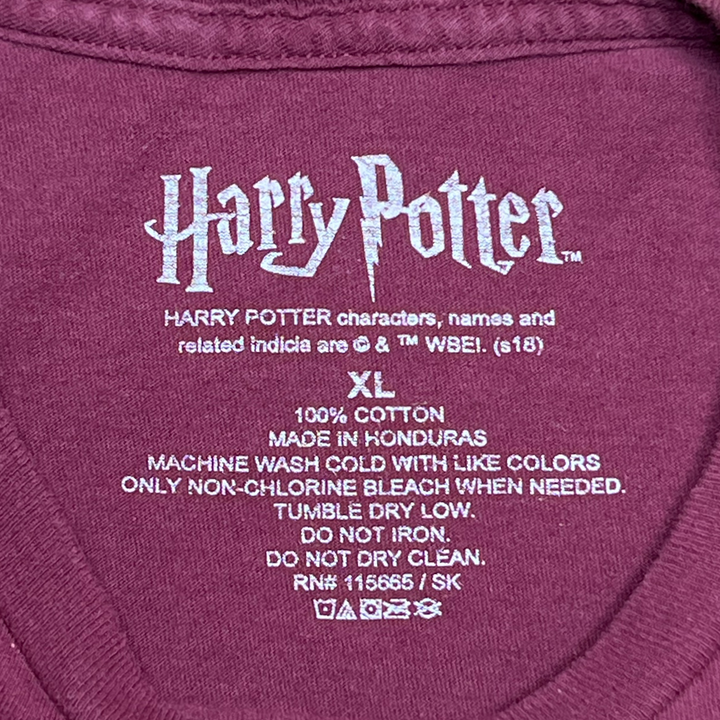 Harry Potter™
HARRY POTTER characters, names and
related indicia are © & ™ WBEI. (s18)
XL
100% COTTON
MADE IN HONDURAS
MACHINE WASH COLD WITH LIKE COLORS
ONLY NON-CHLORINE BLEACH WHEN NEEDED.
TUMBLE DRY LOW.
DO NOT IRON.
DO NOT DRY CLEAN.
RN# 115665 / SK